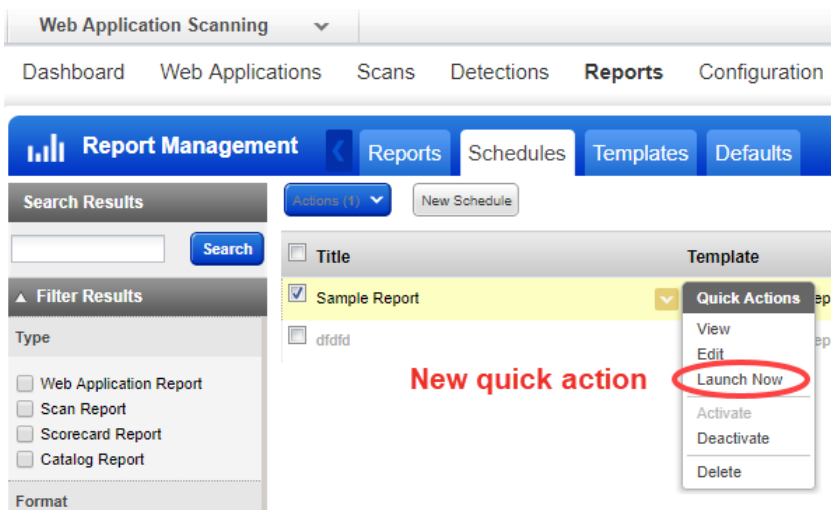 Web Application Scanning
Dashboard Web Applications Scans Detections Reports Configuration
Report Management Reports Schedules Templates Defaults
Search Results
Actions (1) New Schedule
Search
Title Template
Filter Results
Sample Report
Quick Actions
Type
dfdfd
View
Edit
New quick action
Launch Now
Web Application Report
Scan Report
Scorecard Report
Catalog Report
Activate
Deactivate
Delete
Format